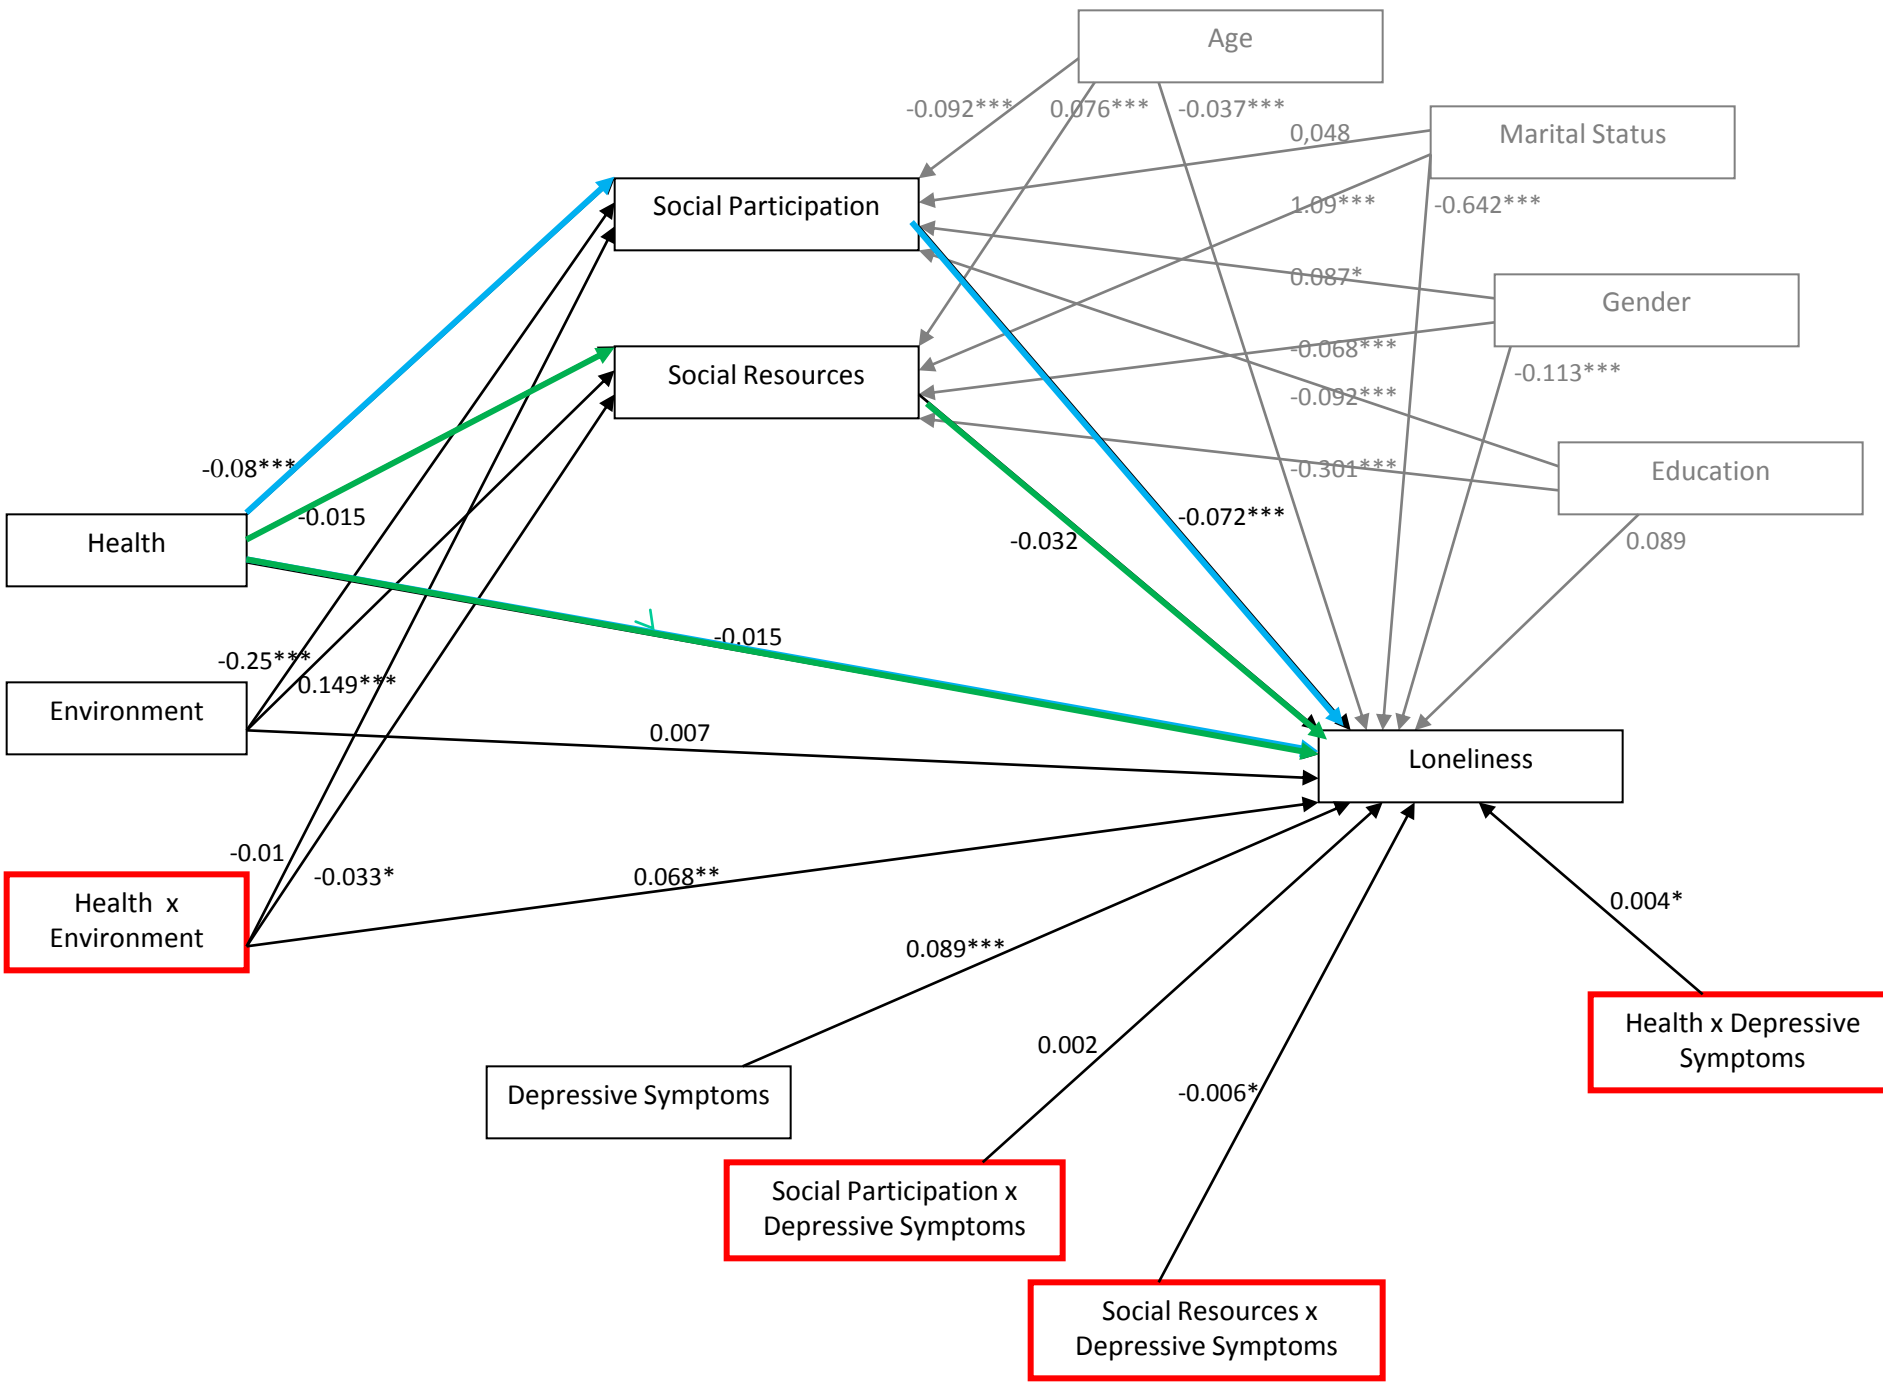 Age
-0.092***
0.076***
-0.037***
0,048
Marital Status
Social Participation
1.09***
-0.642***
0.087*
Gender
Social Resources
-0.068***
-0.113***
-0.092***
-0.08***
-0.301***
Education
-0.015
-0.072***
Health
-0.032
0.089
-0.015
-0.25***
0.149***
Environment
0.007
Loneliness
-0.01
-0.033*
0.068**
Health x
Environment
0.004*
0.089***
Health x Depressive
Symptoms
0.002
Depressive Symptoms
-0.006*
Social Participation x
Depressive Symptoms
Social Resources x
Depressive Symptoms